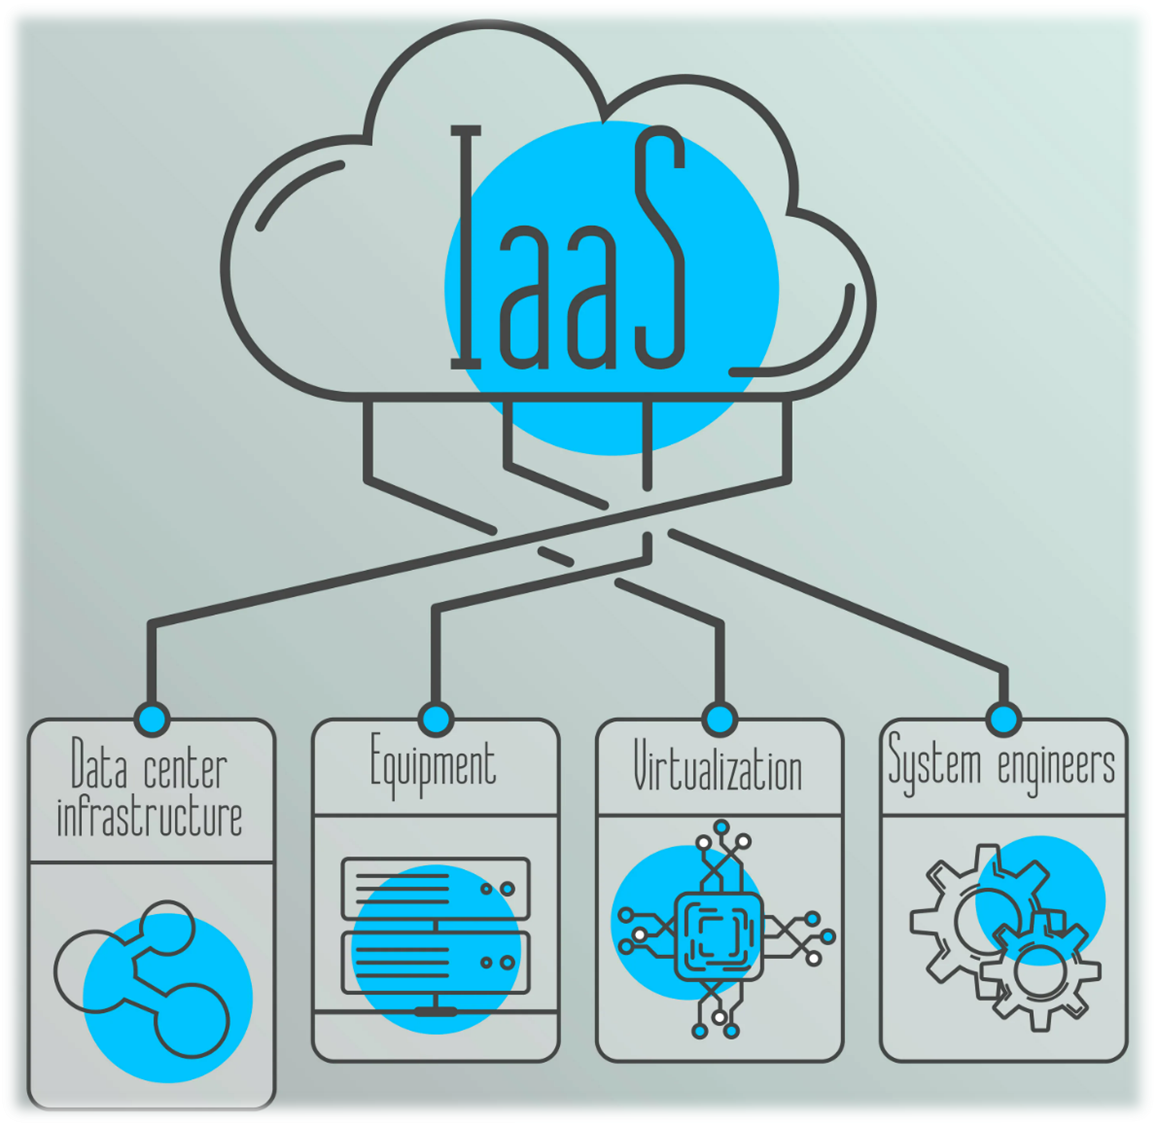 IaaS
Data center
infrastructure
Equipment
Virtualization
System engineers